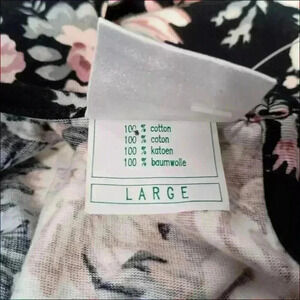 100 % cotton
100 % coton
100 % katoen
100 % baumwolle
LARGE